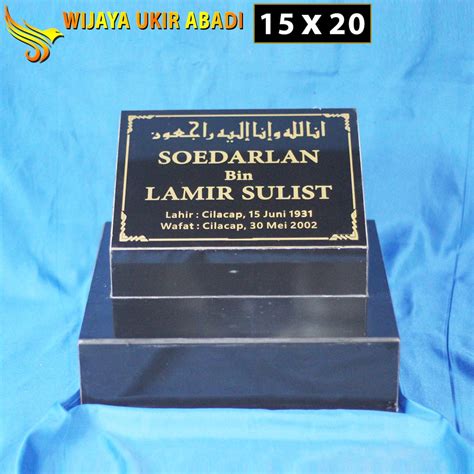 WIJAYA UKIR ABADI
15 X 20
انا لله وانا إليه راجعون
SOEDARLAN
Bin
LAMIR SULIST
Lahir : Cilacap, 15 Juni 1931
Wafat : Cilacap, 30 Mei 2002